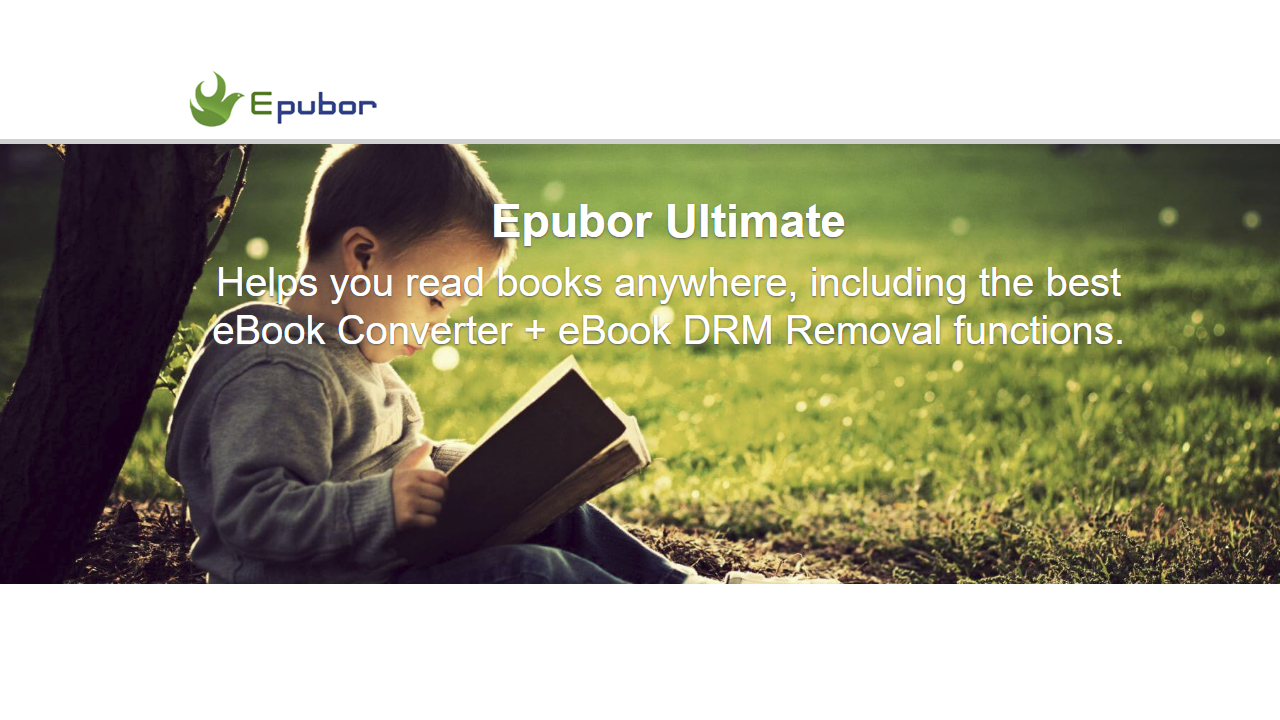 Epubor
Epubor Ultimate
Helps you read books anywhere, including the best
eBook Converter + eBook DRM Removal functions.